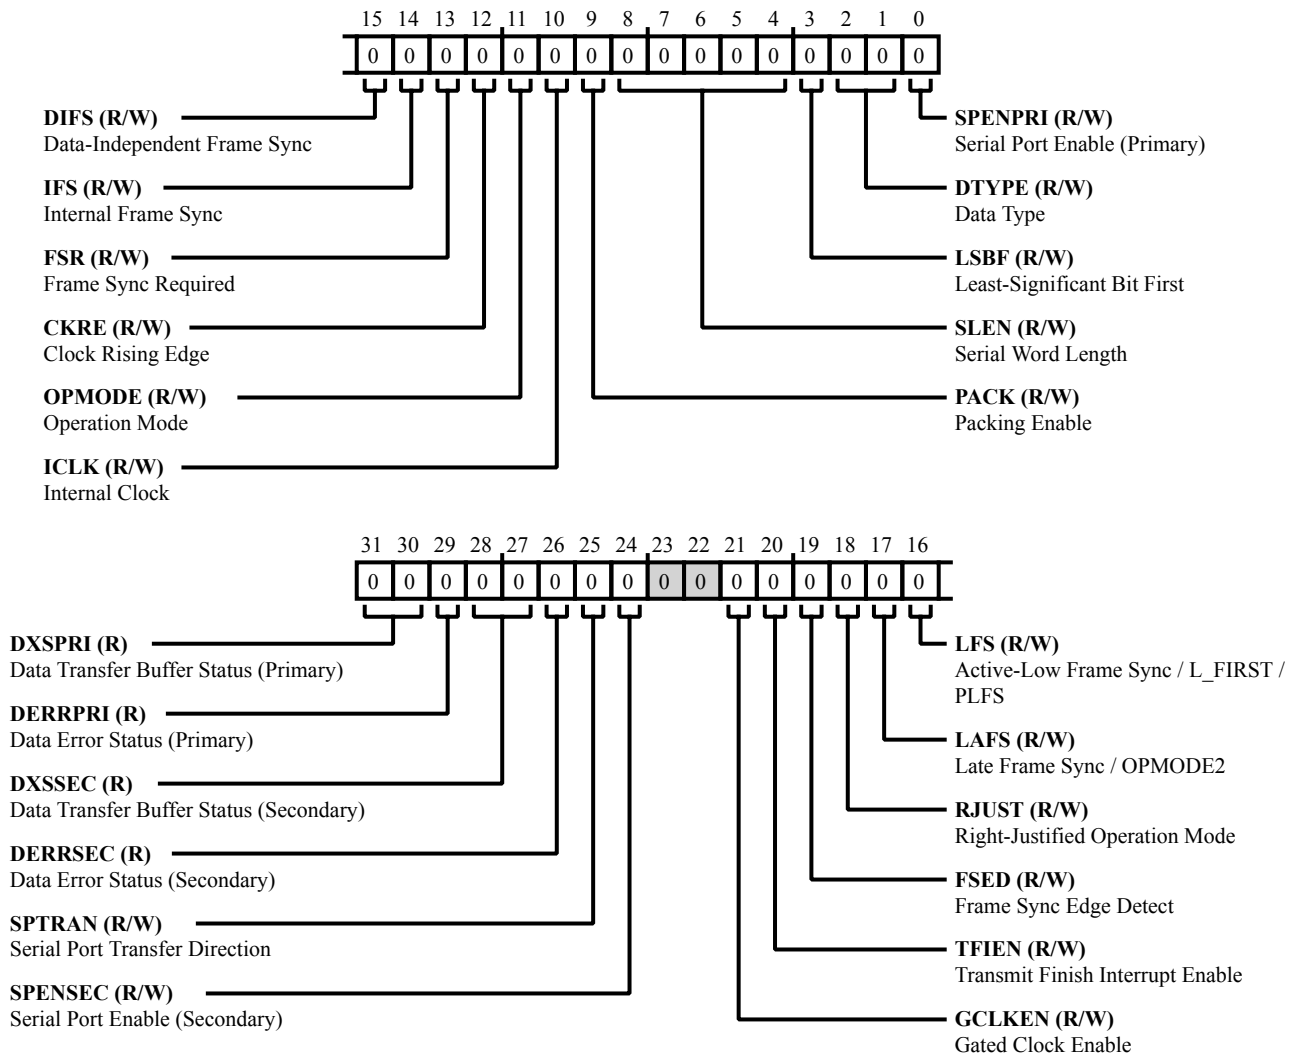 15 14 13 12 11 10 9 8 7 6 5 4 3 2 1 0
0 0 0 0 0 0 0 0 0 0 0 0 0 0 0 0
DIFS (R/W)
Data-Independent Frame Sync
IFS (R/W)
Internal Frame Sync
FSR (R/W)
Frame Sync Required
CKRE (R/W)
Clock Rising Edge
OPMODE (R/W)
Operation Mode
ICLK (R/W)
Internal Clock
SPENPRI (R/W)
Serial Port Enable (Primary)
DTYPE (R/W)
Data Type
LSBF (R/W)
Least-Significant Bit First
SLEN (R/W)
Serial Word Length
PACK (R/W)
Packing Enable
31 30 29 28 27 26 25 24 23 22 21 20 19 18 17 16
0 0 0 0 0 0 0 0 0 0 0 0 0 0 0 0
DXSPRI (R)
Data Transfer Buffer Status (Primary)
DERRPRI (R)
Data Error Status (Primary)
DXSSEC (R)
Data Transfer Buffer Status (Secondary)
DERRSEC (R)
Data Error Status (Secondary)
SPTRAN (R/W)
Serial Port Transfer Direction
SPENSEC (R/W)
Serial Port Enable (Secondary)
LFS (R/W)
Active-Low Frame Sync / L_FIRST /
PLFS
LAFS (R/W)
Late Frame Sync / OPMODE2
RJUST (R/W)
Right-Justified Operation Mode
FSED (R/W)
Frame Sync Edge Detect
TFIEN (R/W)
Transmit Finish Interrupt Enable
GCLKEN (R/W)
Gated Clock Enable